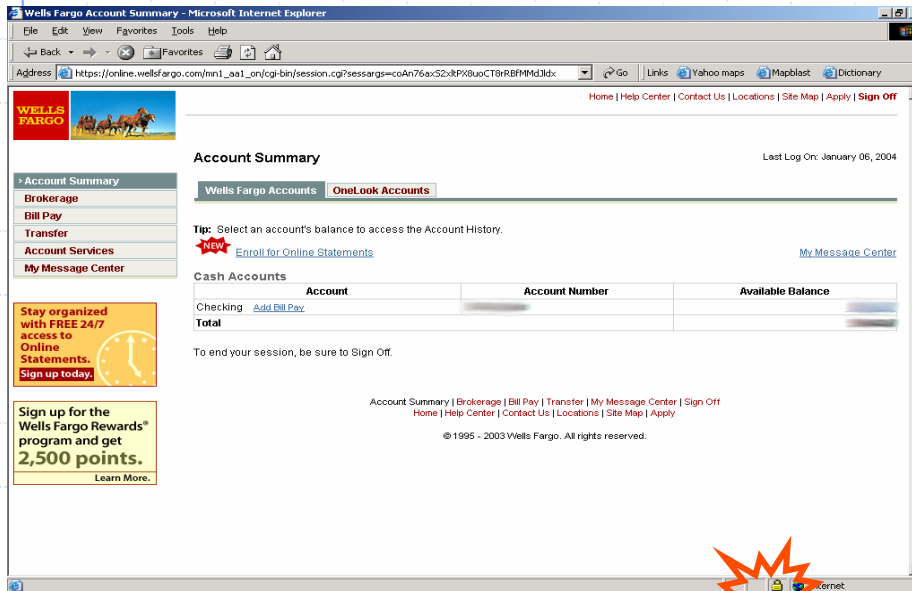 Wells Fargo Account Summary - Microsoft Internet Explorer
File Edit View Favorites Tools Help
Back Favorites
Address https://online.wellsfargo.com/mn1_aa1_on/cgi-bin/session.cgi?sessargs=coAn76axS2xltPX8uoCT8rRBfMMdJldx Go Links Yahoo maps Mapblast Dictionary
WELLS
FARGO
Home | Help Center | Contact Us | Locations | Site Map | Apply | Sign Off
Account Summary
Last Log On: January 06, 2004
> Account Summary
Brokerage
Bill Pay
Transfer
Account Services
My Message Center
Wells Fargo Accounts OneLook Accounts
Tip: Select an account's balance to access the Account History.
NEW Enroll for Online Statements My Message Center
Cash Accounts
Account Account Number Available Balance
Checking Add Bill Pay
Total
To end your session, be sure to Sign Off.
Stay organized
with FREE 24/7
access to
Online
Statements.
Sign up today.
Sign up for the
Wells Fargo Rewards®
program and get
2,500 points.
Learn More.
Account Summary | Brokerage | Bill Pay | Transfer | My Message Center | Sign Off
Home | Help Center | Contact Us | Locations | Site Map | Apply
© 1995 - 2003 Wells Fargo. All rights reserved.